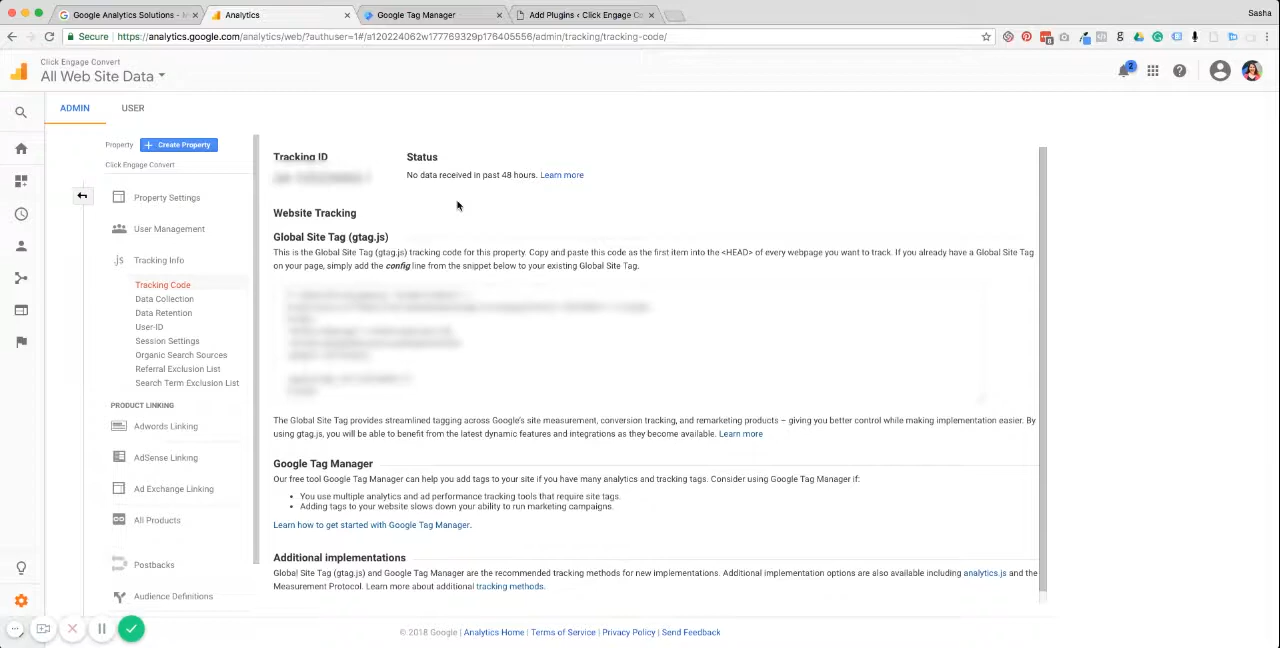 Google Analytics Solutions - M
Analytics
Google Tag Manager
Add Plugins ‹ Click Engage Co
Sasha
Secure
https://analytics.google.com/analytics/web/?authuser=1#/a120224062w177769329p176405556/admin/tracking/tracking-code/
Click Engage Convert
All Web Site Data
2
ADMIN
USER
Property
Create Property
Click Engage Convert
Property Settings
User Management
.js
Tracking Info
Tracking Code
Data Collection
Data Retention
User-ID
Session Settings
Organic Search Sources
Referral Exclusion List
Search Term Exclusion List
PRODUCT LINKING
Adwords Linking
AdSense Linking
Ad Exchange Linking
All Products
Postbacks
Audience Definitions
Tracking ID
Status
No data received in past 48 hours. Learn more
Website Tracking
Global Site Tag (gtag.js)
This is the Global Site Tag (gtag.js) tracking code for this property. Copy and paste this code as the first item into the <HEAD> of every webpage you want to track. If you already have a Global Site Tag
on your page, simply add the config line from the snippet below to your existing Global Site Tag.
The Global Site Tag provides streamlined tagging across Google's site measurement, conversion tracking, and remarketing products – giving you better control while making implementation easier. By
using gtag.js, you will be able to benefit from the latest dynamic features and integrations as they become available. Learn more
Google Tag Manager
Our free tool Google Tag Manager can help you add tags to your site if you have many analytics and tracking tags. Consider using Google Tag Manager if:
• You use multiple analytics and ad performance tracking tools that require site tags.
• Adding tags to your website slows down your ability to run marketing campaigns.
Learn how to get started with Google Tag Manager.
Additional implementations
Global Site Tag (gtag.js) and Google Tag Manager are the recommended tracking methods for new implementations. Additional implementation options are also available including analytics.js and the
Measurement Protocol. Learn more about additional tracking methods.
© 2018 Google | Analytics Home | Terms of Service | Privacy Policy | Send Feedback